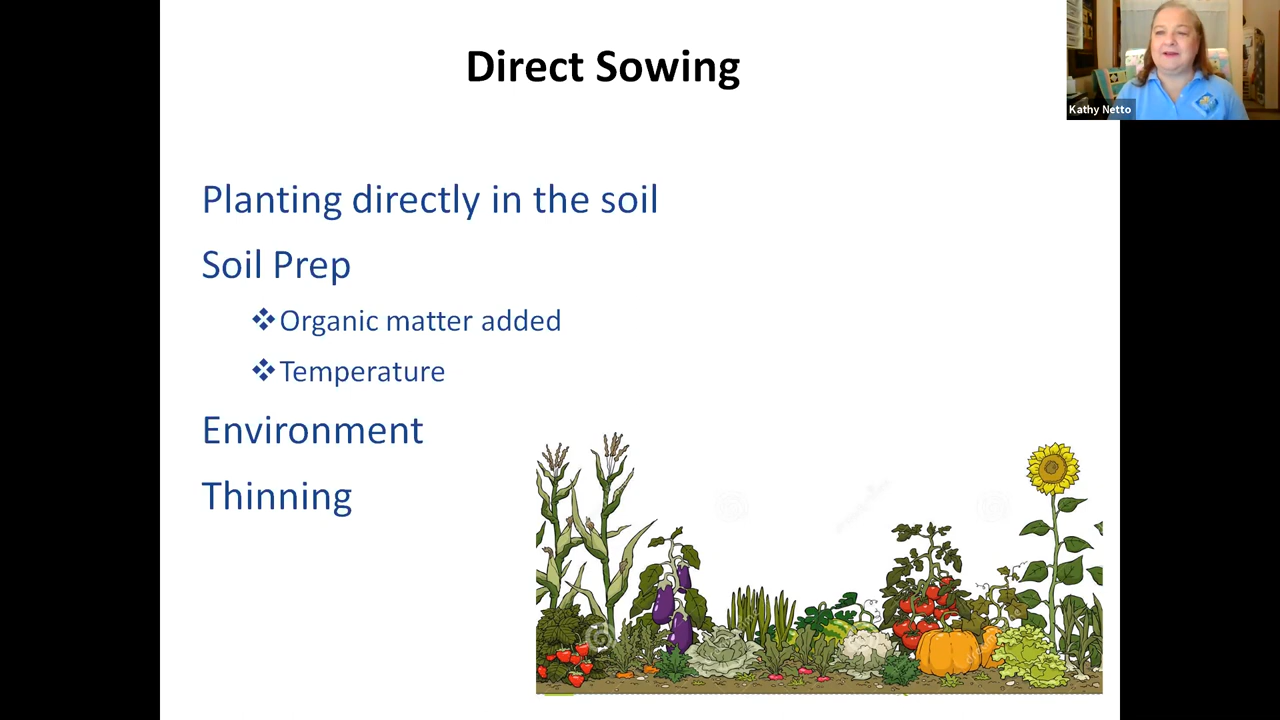 Direct Sowing
Kathy Netto
Planting directly in the soil
Soil Prep
❖Organic matter added
❖Temperature
Environment
Thinning